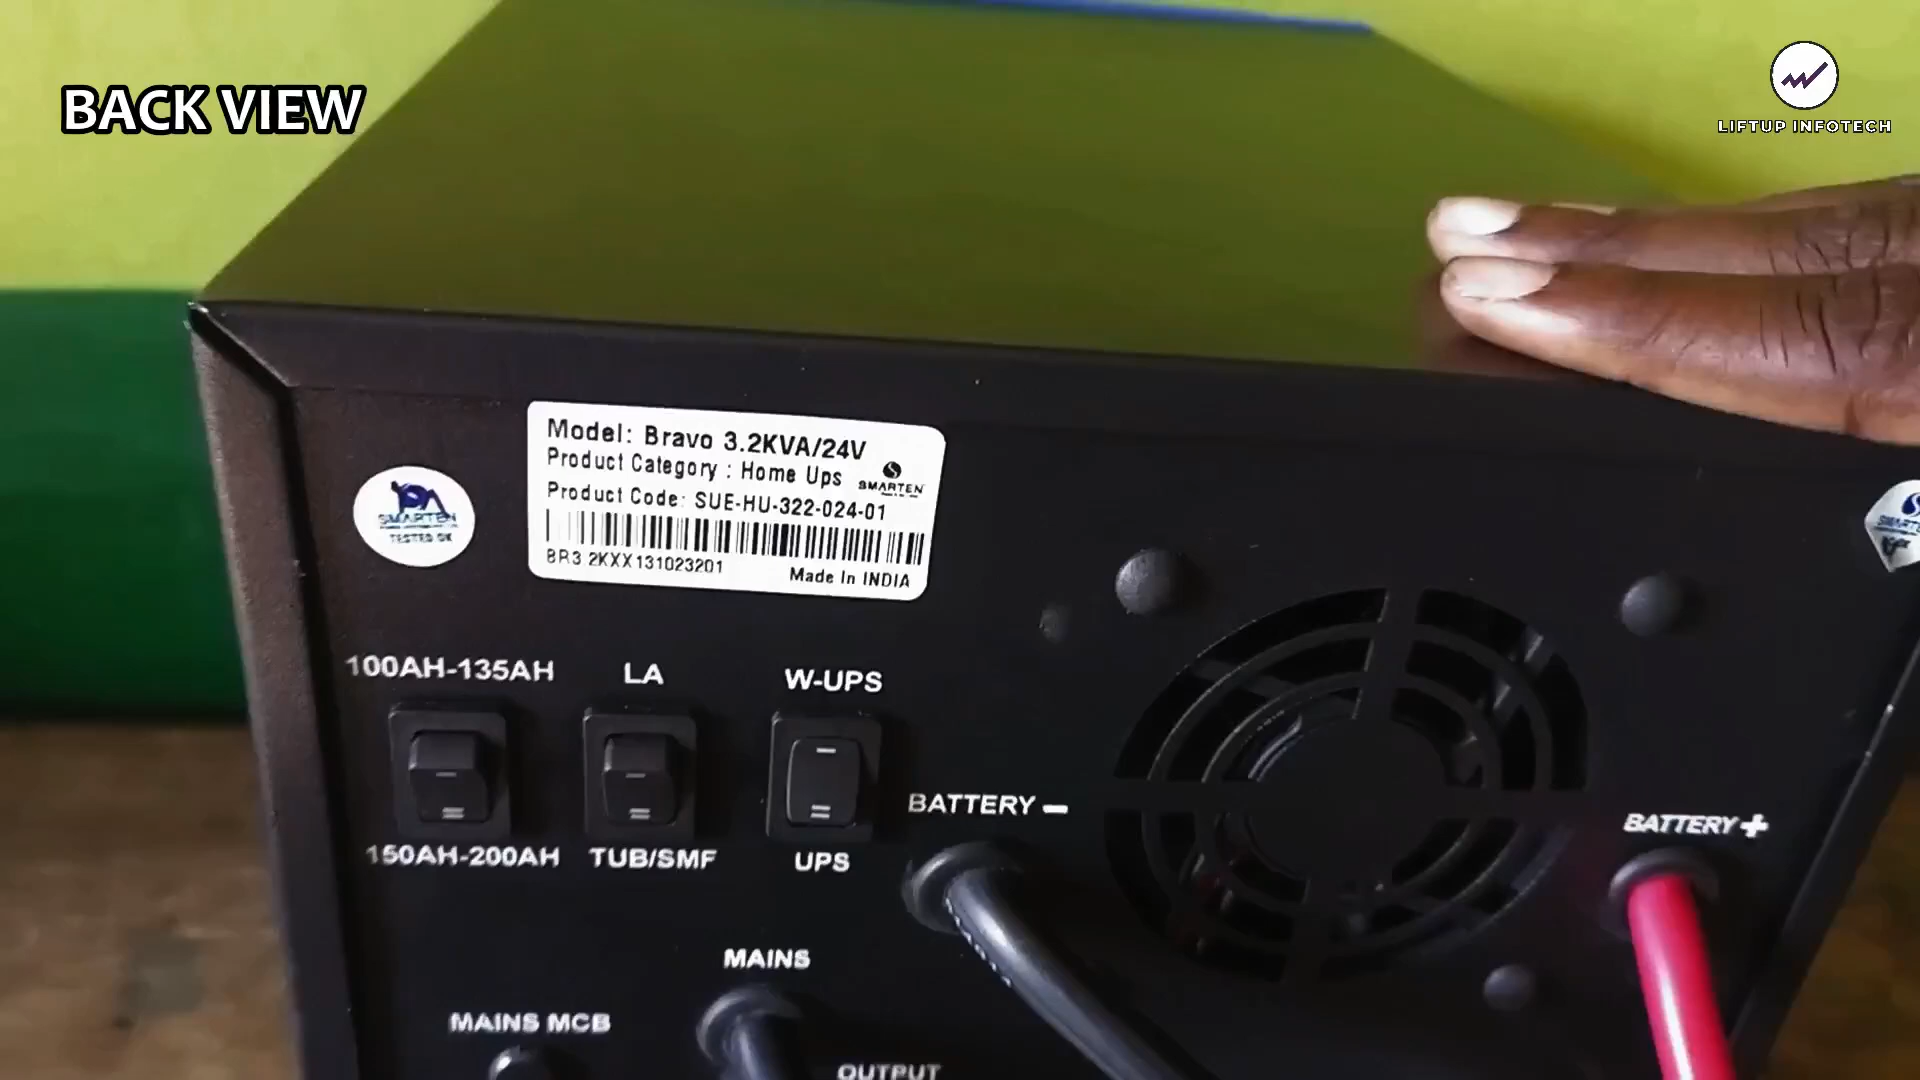 BACK VIEW
LIFTUP INFOTECH
Model: Bravo 3.2KVA/24V
Product Category : Home Ups
SMARTEN
Product Code: SUE-HU-322-024-01
BR3.2KXX131023201
Made In INDIA
SMARTEN
TESTED OK
100AH-135AH
LA
W-UPS
BATTERY -
BATTERY +
150AH-200AH
TUB/SMF
UPS
MAINS
MAINS MCB
OUTPUT